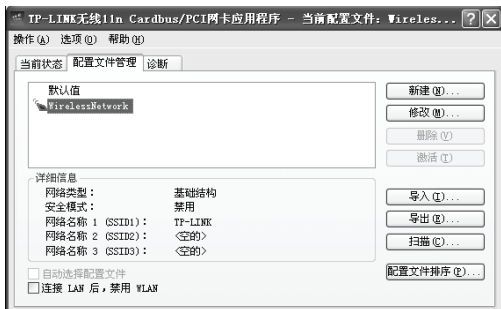 TP-LINK无线11n Cardbus/PCI网卡应用程序 - 当前配置文件: Wireles...
操作(A) 选项(O) 帮助(H)
当前状态 配置文件管理 诊断
默认值
WirelessNetwork
新建(N)...
修改(M)...
删除(V)
激活(T)
详细信息
网络类型: 基础结构
安全模式: 禁用
网络名称 1 (SSID1): TP-LINK
网络名称 2 (SSID2): <空的>
网络名称 3 (SSID3): <空的>
导入(I)...
导出(E)...
扫描(C)...
自动选择配置文件
配置文件排序(P)...
连接 LAN 后,禁用 WLAN